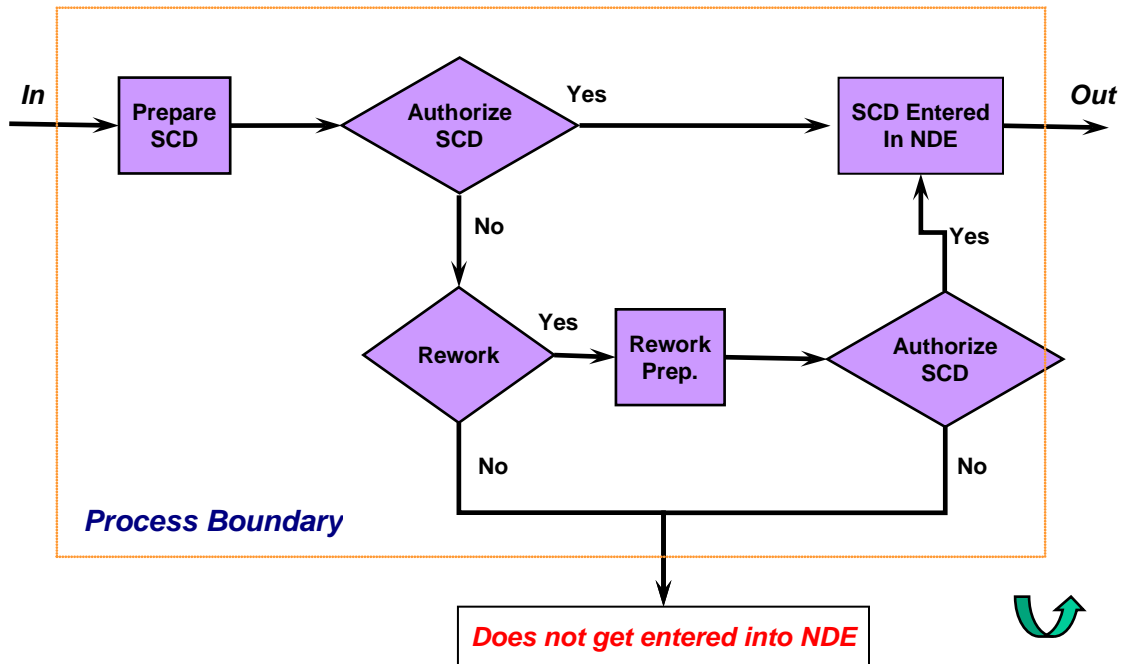 In
Prepare
SCD
Authorize
SCD
Yes
SCD Entered
In NDE
Out
No
Yes
Rework
Yes
Rework
Prep.
Authorize
SCD
No
No
Process Boundary
Does not get entered into NDE